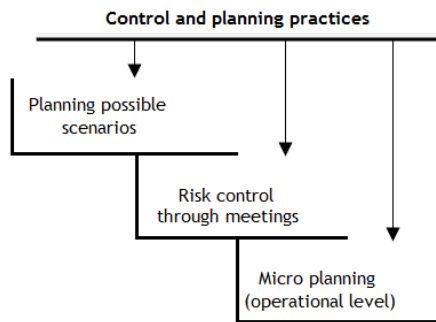 Control and planning practices
Planning possible
scenarios
Risk control
through meetings
Micro planning
(operational level)